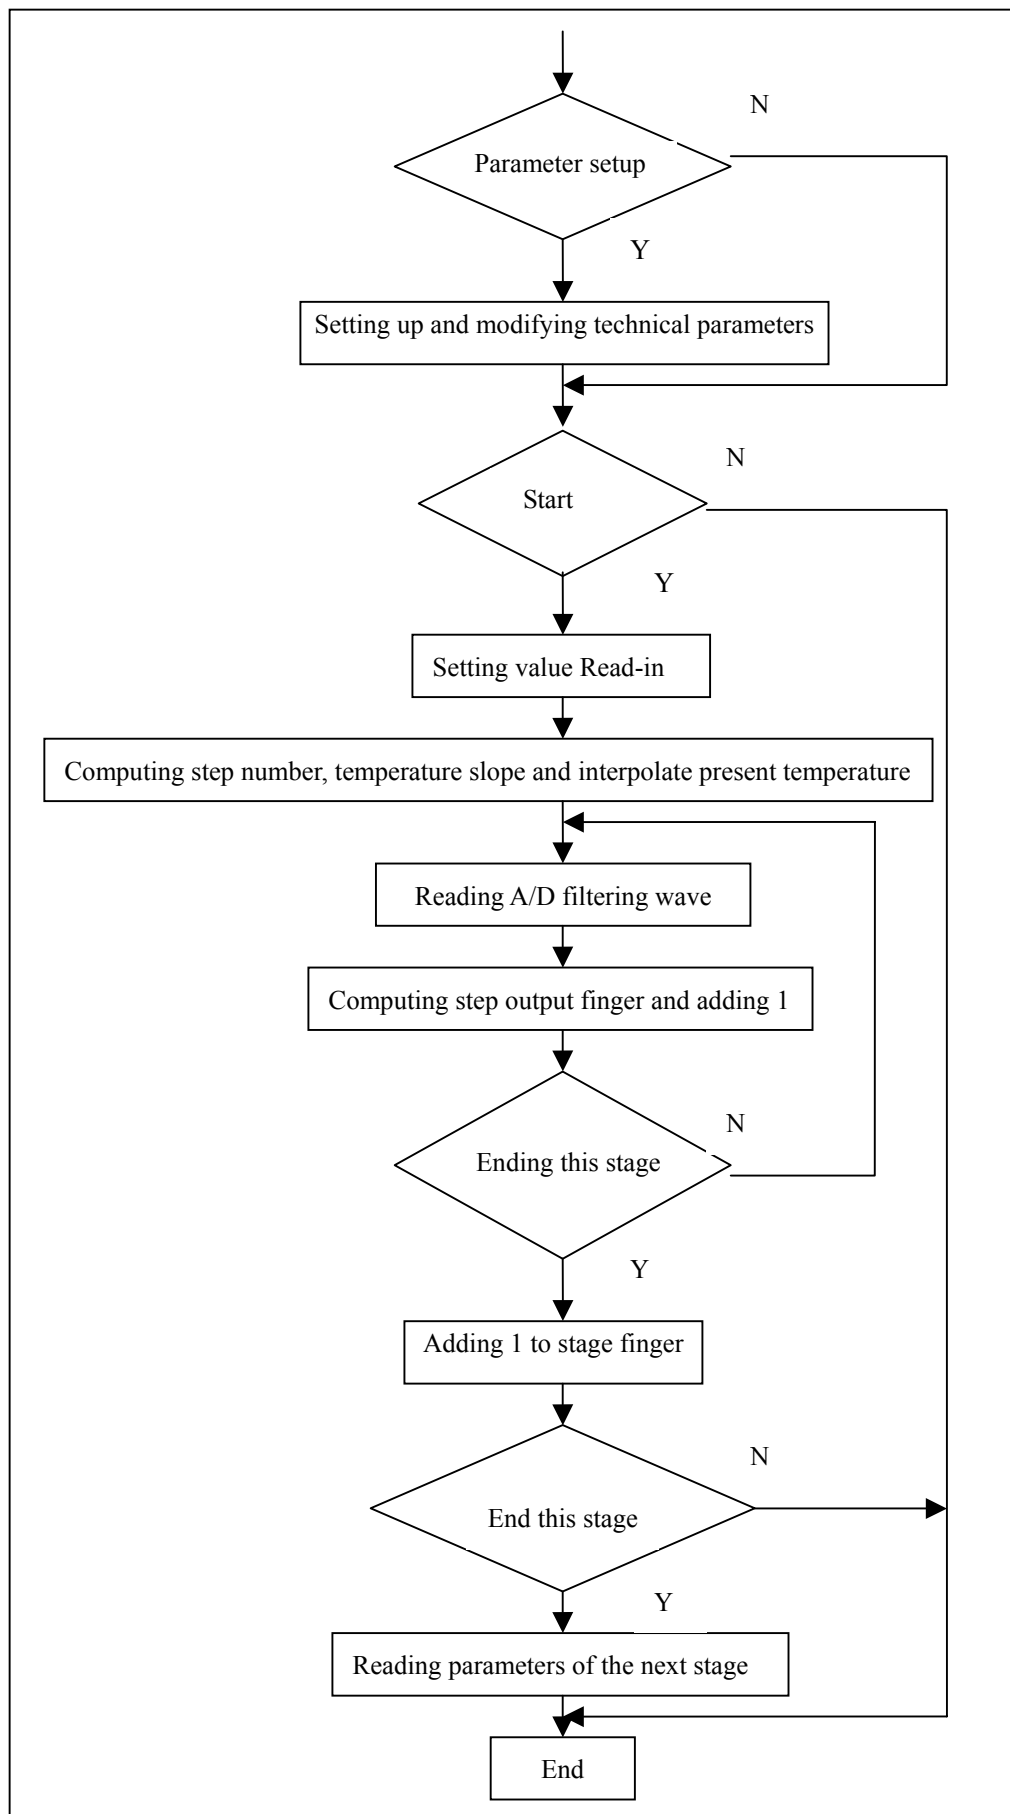 N
Parameter setup
Y
Setting up and modifying technical parameters
N
Start
Y
Setting value Read-in
Computing step number, temperature slope and interpolate present temperature
Reading A/D filtering wave
Computing step output finger and adding 1
N
Ending this stage
Y
Adding 1 to stage finger
N
End this stage
Y
Reading parameters of the next stage
End